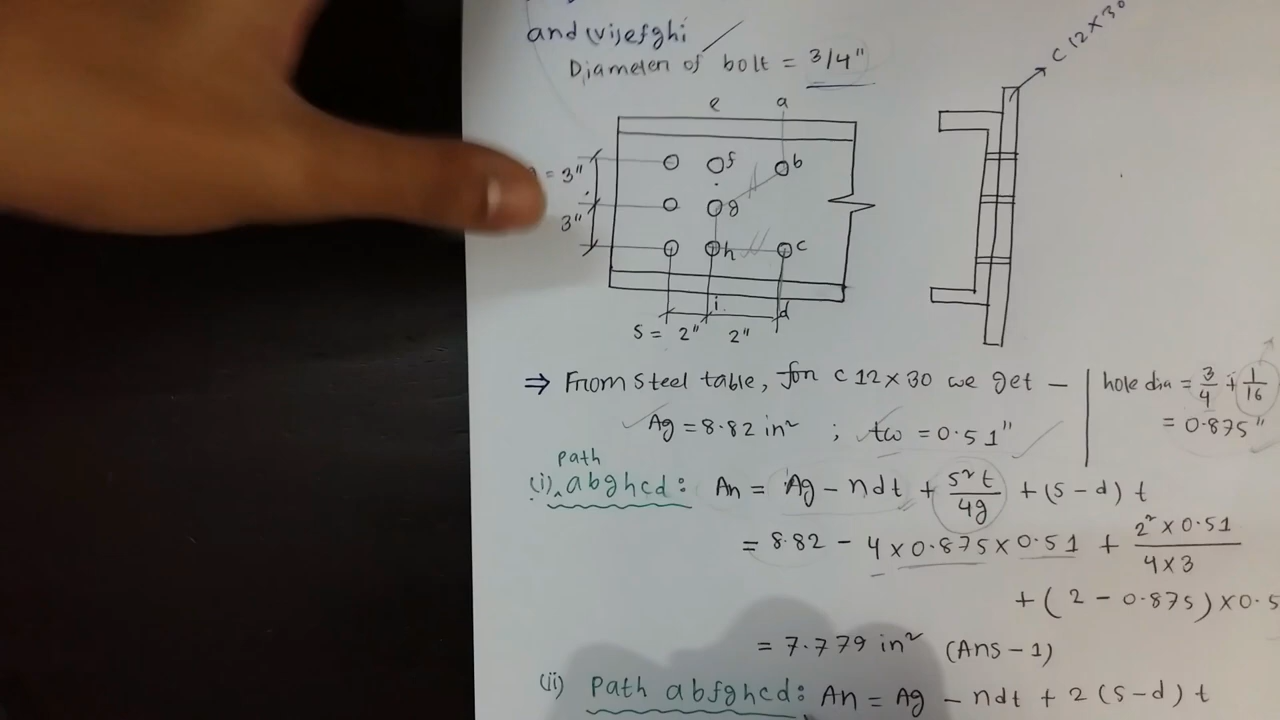 and (vi) efghi
Diameter of bolt = 3/4"
C 12 X 30
e a
= 3"
f b
3"
g
h c
i d
S = 2" 2"
⇒ From steel table, for C 12 × 30 we get —
Ag = 8.82 in² ; tw = 0.51"
hole dia = 3/4 + 1/16
= 0.875"
path
(i) abghcd: An = Ag – ndt + s²t/4g + (s – d) t
= 8.82 – 4 × 0.875 × 0.51 + 2² × 0.51 / 4 × 3
+ (2 – 0.875) × 0.5
= 7.779 in² (Ans – 1)
(ii) Path abfghcd: An = Ag – ndt + 2 (s – d) t